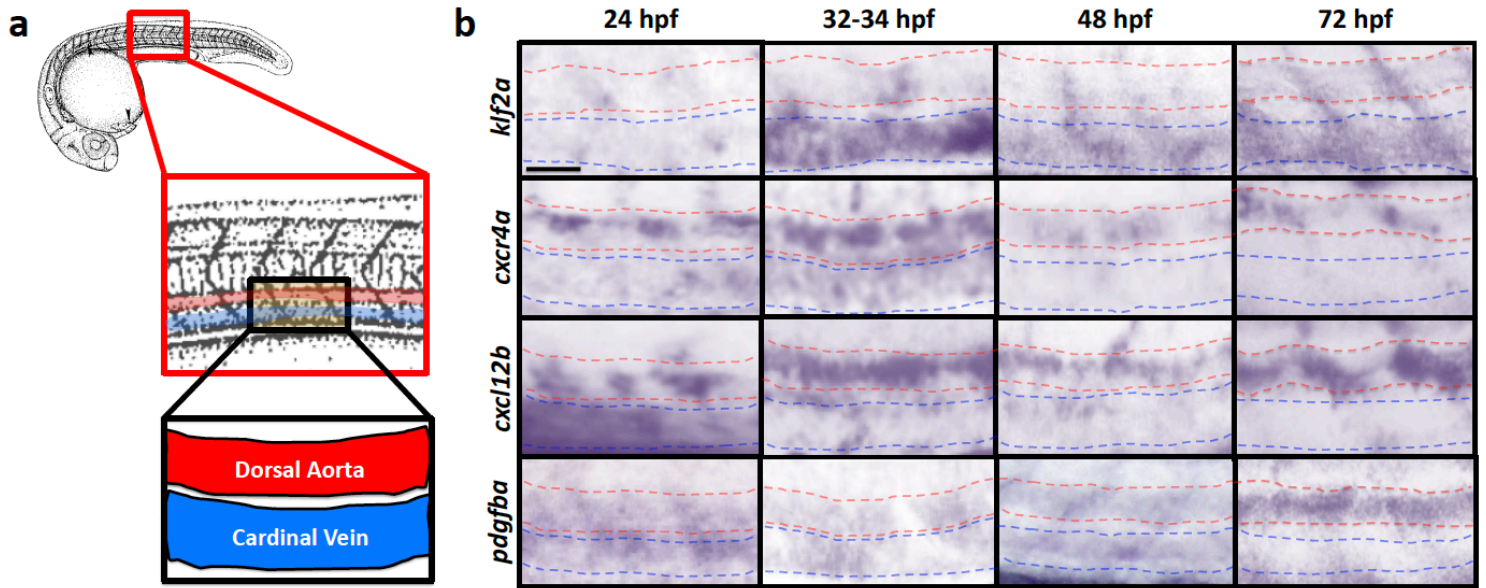 a
Dorsal Aorta
Cardinal Vein
b
24 hpf
32-34 hpf
48 hpf
72 hpf
klf2a
cxcr4a
cxcl12b
pdgfba